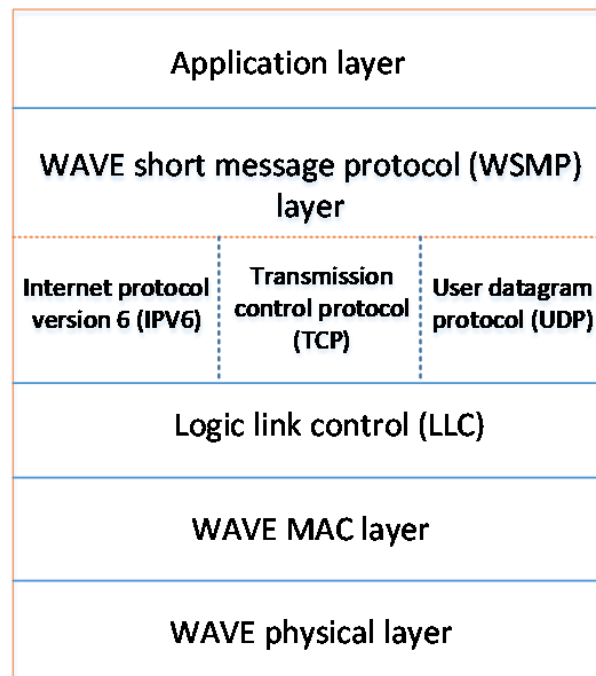 Application layer
WAVE short message protocol (WSMP)
layer
Internet protocol
version 6 (IPV6)
Transmission
control protocol
(TCP)
User datagram
protocol (UDP)
Logic link control (LLC)
WAVE MAC layer
WAVE physical layer